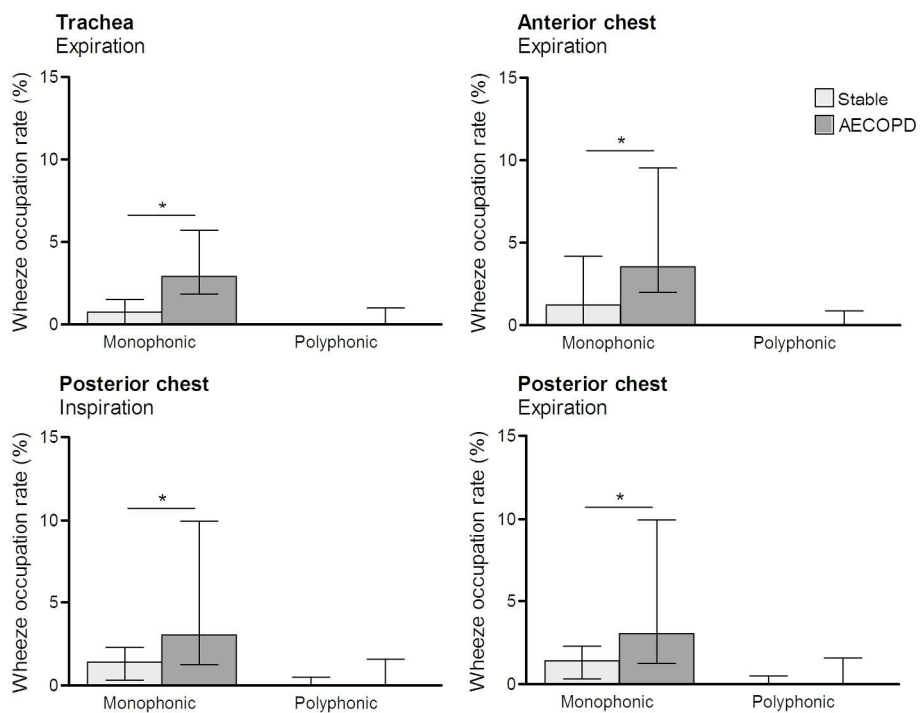 Trachea
Expiration
Wheeze occupation rate (%)
15
10
5
0
*
Monophonic
Polyphonic
Anterior chest
Expiration
Wheeze occupation rate (%)
15
10
5
0
*
Monophonic
Polyphonic
Stable
AECOPD
Posterior chest
Inspiration
Wheeze occupation rate (%)
15
10
5
0
*
Monophonic
Polyphonic
Posterior chest
Expiration
Wheeze occupation rate (%)
15
10
5
0
*
Monophonic
Polyphonic